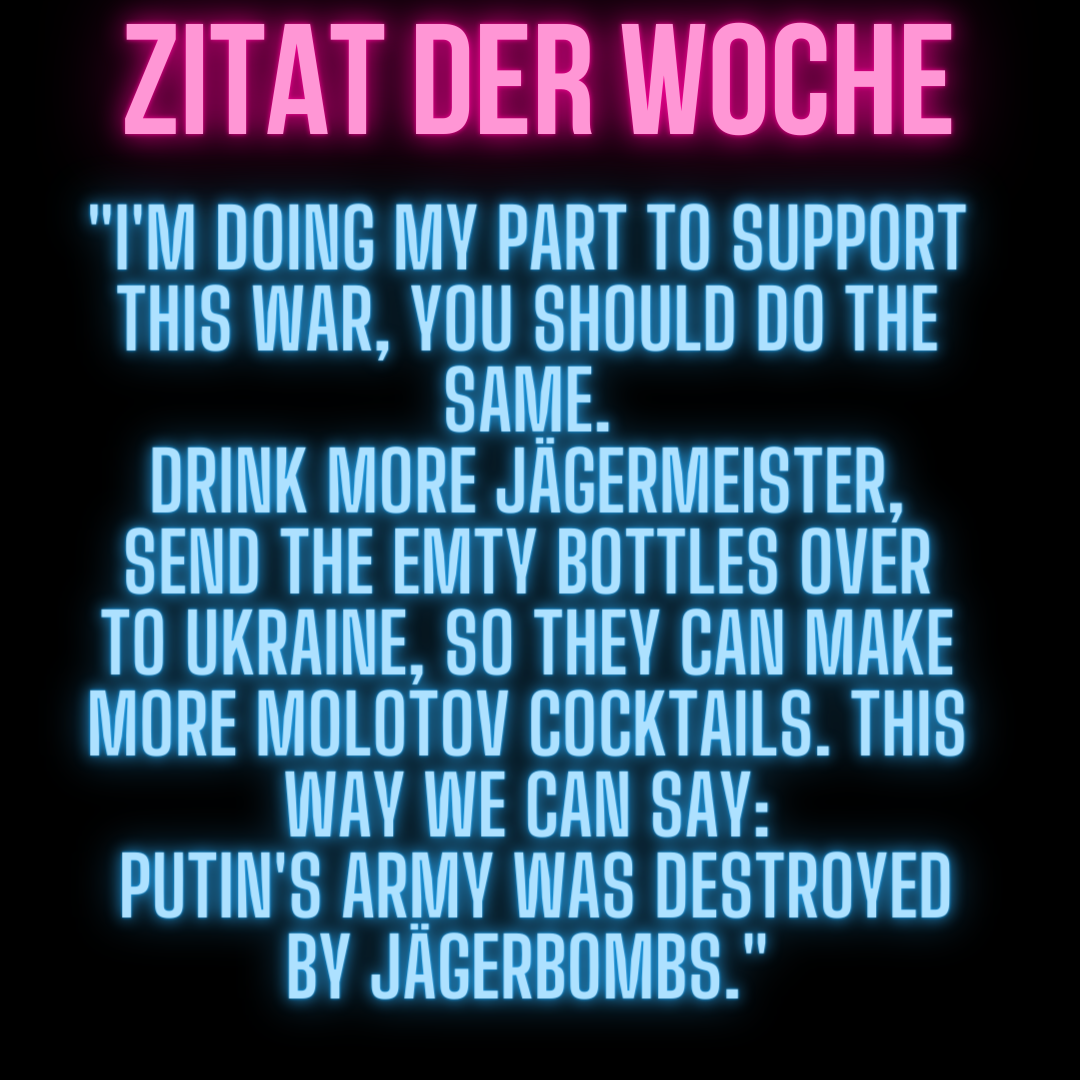 ZITAT DER WOCHE
"I'M DOING MY PART TO SUPPORT
THIS WAR, YOU SHOULD DO THE
SAME.
DRINK MORE JÄGERMEISTER,
SEND THE EMTY BOTTLES OVER
TO UKRAINE, SO THEY CAN MAKE
MORE MOLOTOV COCKTAILS. THIS
WAY WE CAN SAY:
PUTIN'S ARMY WAS DESTROYED
BY JÄGERBOMBS."